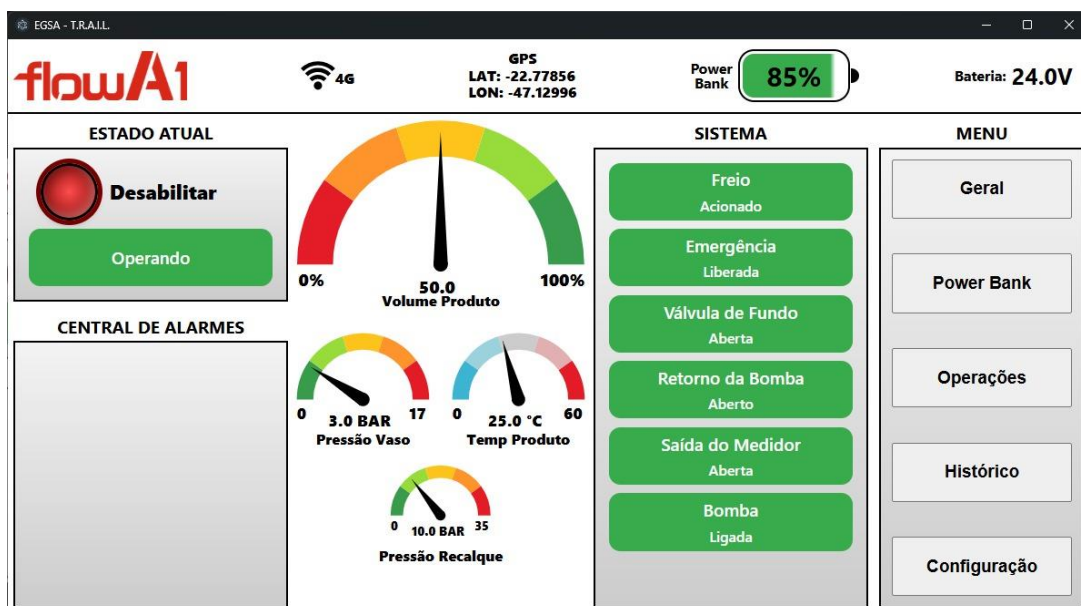 EGSA - T.R.A.I.L.
flowA1
4G
GPS
LAT: -22.77856
LON: -47.12996
Power
Bank
85%
Bateria: 24.0V
ESTADO ATUAL
Desabilitar
Operando
CENTRAL DE ALARMES
0%
100%
50.0
Volume Produto
0
17
3.0 BAR
Pressão Vaso
0
60
25.0 °C
Temp Produto
0
35
10.0 BAR
Pressão Recalque
SISTEMA
Freio
Acionado
Emergência
Liberada
Válvula de Fundo
Aberta
Retorno da Bomba
Aberto
Saída do Medidor
Aberta
Bomba
Ligada
MENU
Geral
Power Bank
Operações
Histórico
Configuração